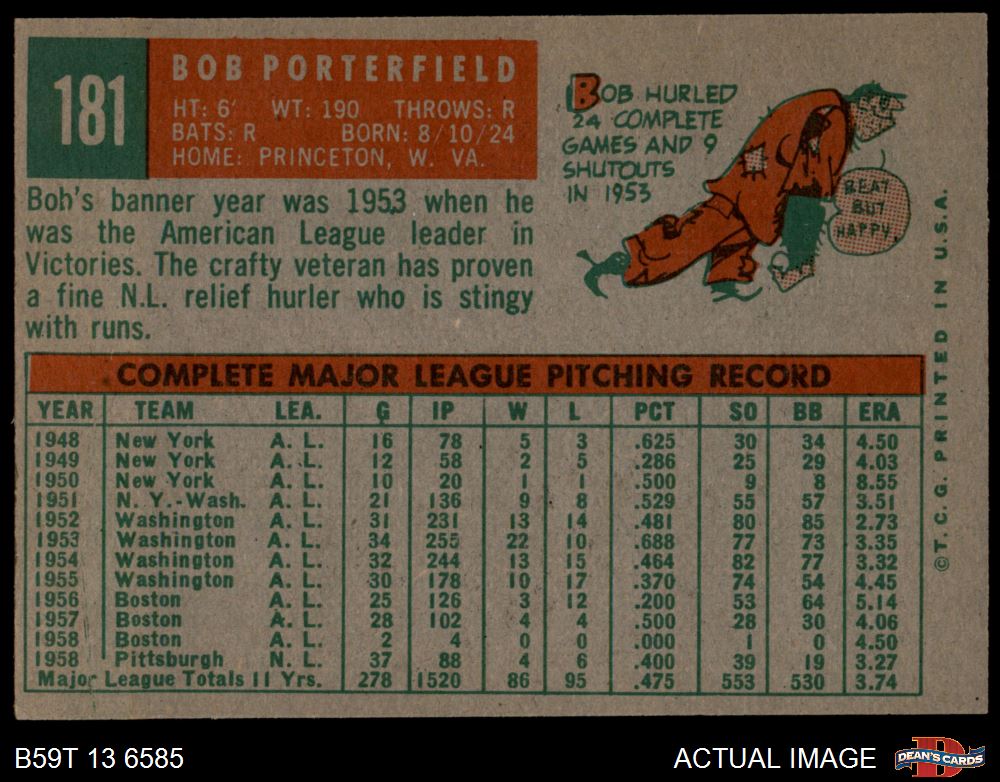 181
BOB PORTERFIELD
HT: 6' WT: 190 THROWS: R
BATS: R BORN: 8/10/24
HOME: PRINCETON, W. VA.
Bob's banner year was 1953 when he
was the American League leader in
Victories. The crafty veteran has proven
a fine N.L. relief hurler who is stingy
with runs.
BOB HURLED
24 COMPLETE
GAMES AND 9
SHUTOUTS
IN 1953
BEAT
BUT
HAPPY
COMPLETE MAJOR LEAGUE PITCHING RECORD
YEAR TEAM LEA. G IP W L PCT SO BB ERA
1948 New York A. L. 16 78 5 3 .625 30 34 4.50
1949 New York A. L. 12 58 2 5 .286 25 29 4.03
1950 New York A. L. 10 20 1 1 .500 9 8 8.55
1951 N. Y.-Wash. A. L. 21 136 9 8 .529 55 57 3.51
1952 Washington A. L. 31 231 13 14 .481 80 85 2.73
1953 Washington A. L. 34 255 22 10 .688 77 73 3.35
1954 Washington A. L. 32 244 13 15 .464 82 77 3.32
1955 Washington A. L. 30 178 10 17 .370 74 54 4.45
1956 Boston A. L. 25 126 3 12 .200 53 64 5.14
1957 Boston A. L. 28 102 4 4 .500 28 30 4.06
1958 Boston A. L. 2 4 0 0 .000 1 0 4.50
1958 Pittsburgh N. L. 37 88 4 6 .400 39 19 3.27
Major League Totals 11 Yrs. 278 1520 86 95 .475 553 530 3.74
© T. C. G. PRINTED IN U.S.A.
B59T 13 6585
ACTUAL IMAGE
D
DEAN'S CARDS